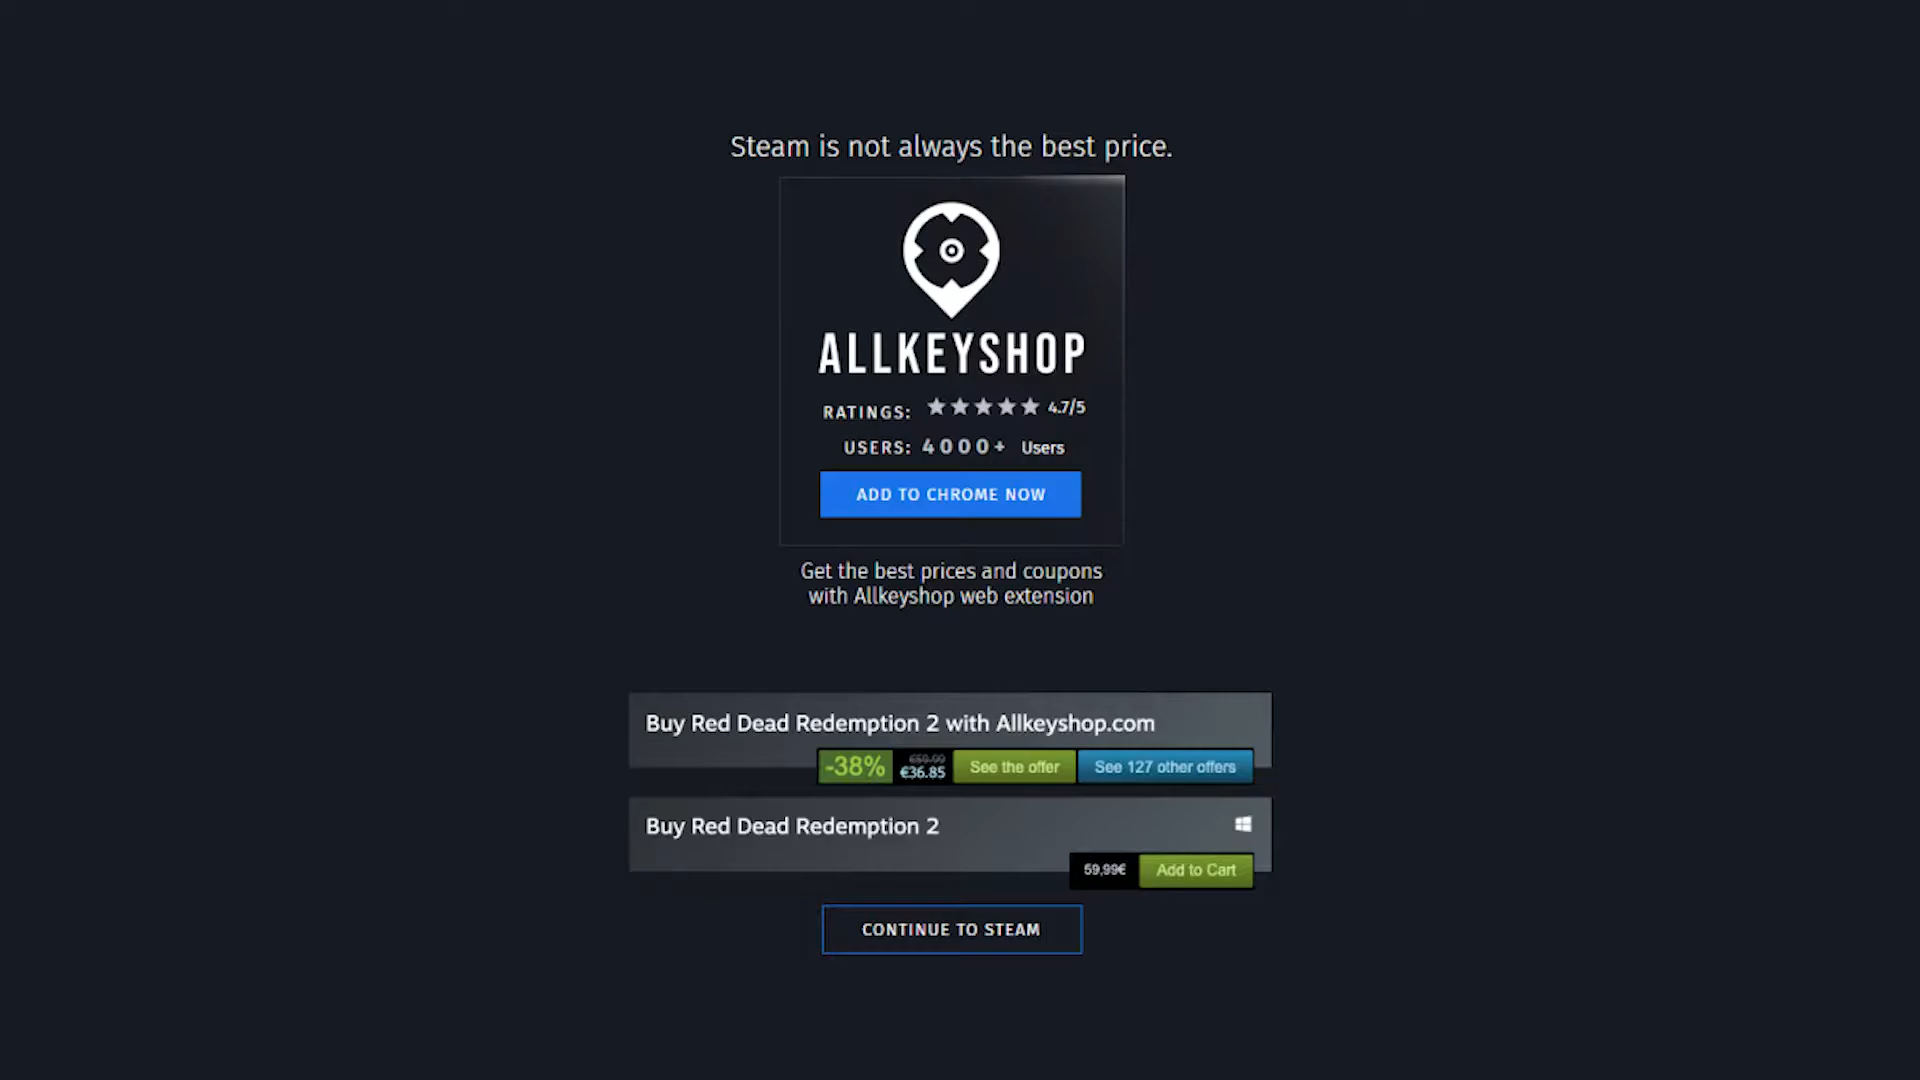 Steam is not always the best price.
ALLKEYSHOP
RATINGS: ★★★★★ 4.7/5
USERS: 4000+ Users
ADD TO CHROME NOW
Get the best prices and coupons
with Allkeyshop web extension
Buy Red Dead Redemption 2 with Allkeyshop.com
-38% €59.99 €36.85 See the offer See 127 other offers
Buy Red Dead Redemption 2
59,99€ Add to Cart
CONTINUE TO STEAM